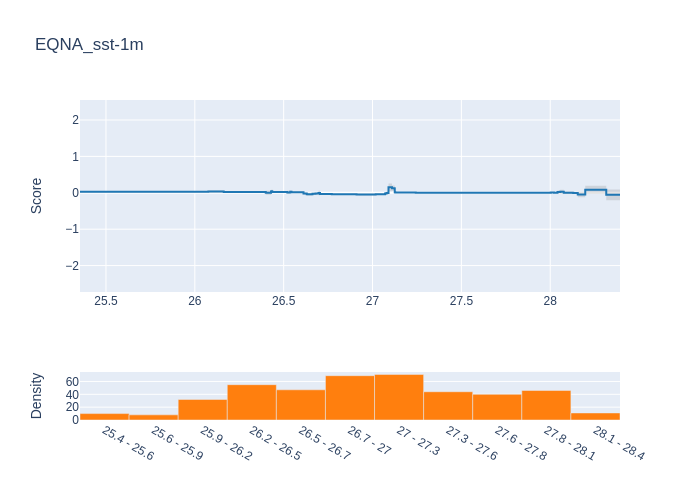 EQNA_sst-1m
Score
2
1
0
−1
−2
25.5 26 26.5 27 27.5 28
Density
60
40
20
0
25.4 - 25.6
25.6 - 25.9
25.9 - 26.2
26.2 - 26.5
26.5 - 26.7
26.7 - 27
27 - 27.3
27.3 - 27.6
27.6 - 27.8
27.8 - 28.1
28.1 - 28.4